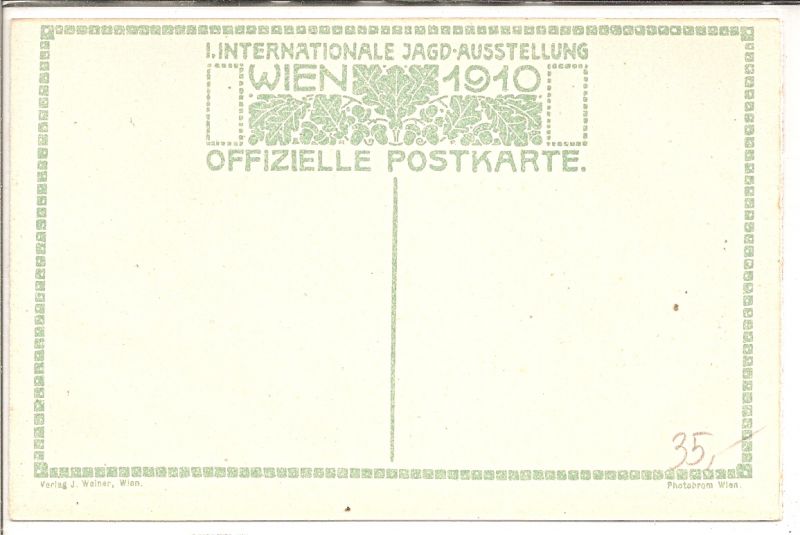 I. INTERNATIONALE JAGD-AUSSTELLUNG
WIEN 1910
OFFIZIELLE POSTKARTE.
35,-
Verlag J. Weiner, Wien.
Photobrom Wien.